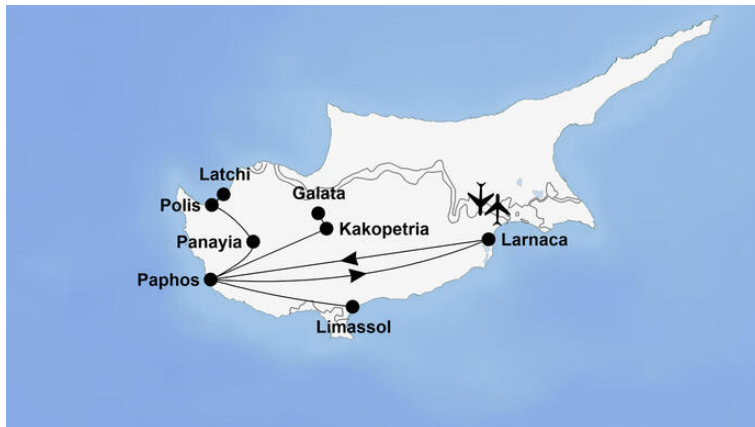 Latchi
Galata
Polis
Kakopetria
Panayia
Larnaca
Paphos
Limassol